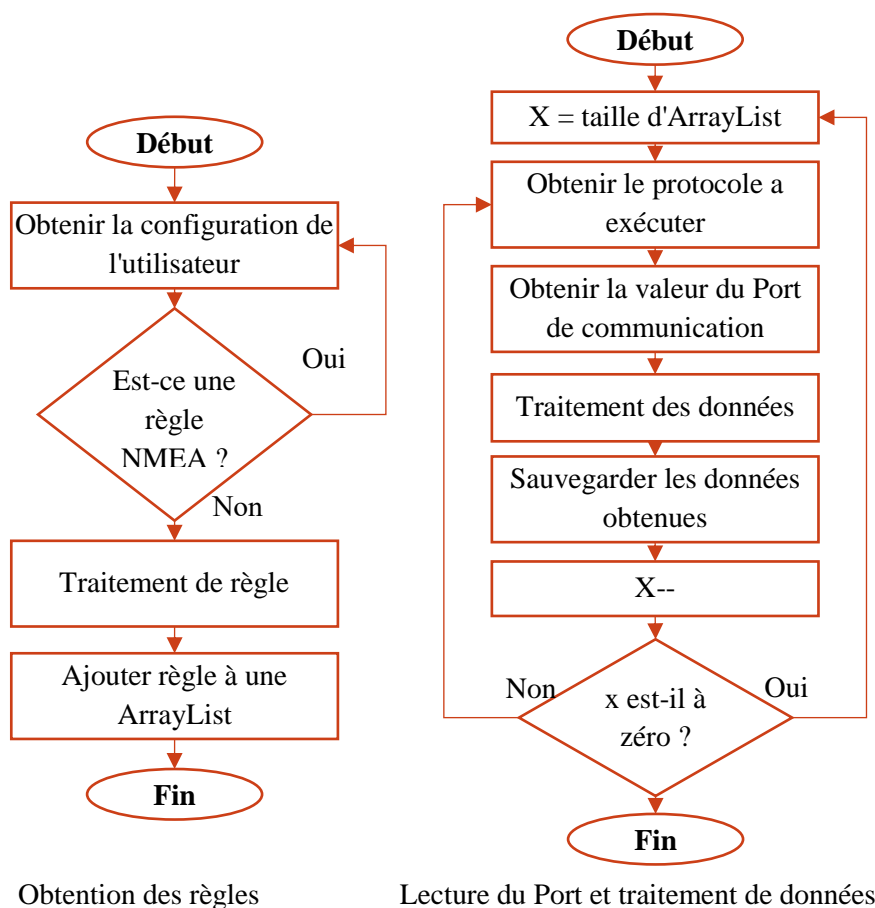 Début
Obtenir la configuration de
l'utilisateur
Oui
Est-ce une
règle
NMEA ?
Non
Traitement de règle
Ajouter règle à une
ArrayList
Fin
Obtention des règles
Début
X = taille d'ArrayList
Obtenir le protocole a
exécuter
Obtenir la valeur du Port
de communication
Traitement des données
Sauvegarder les données
obtenues
X--
Non
x est-il à
zéro ?
Oui
Fin
Lecture du Port et traitement de données